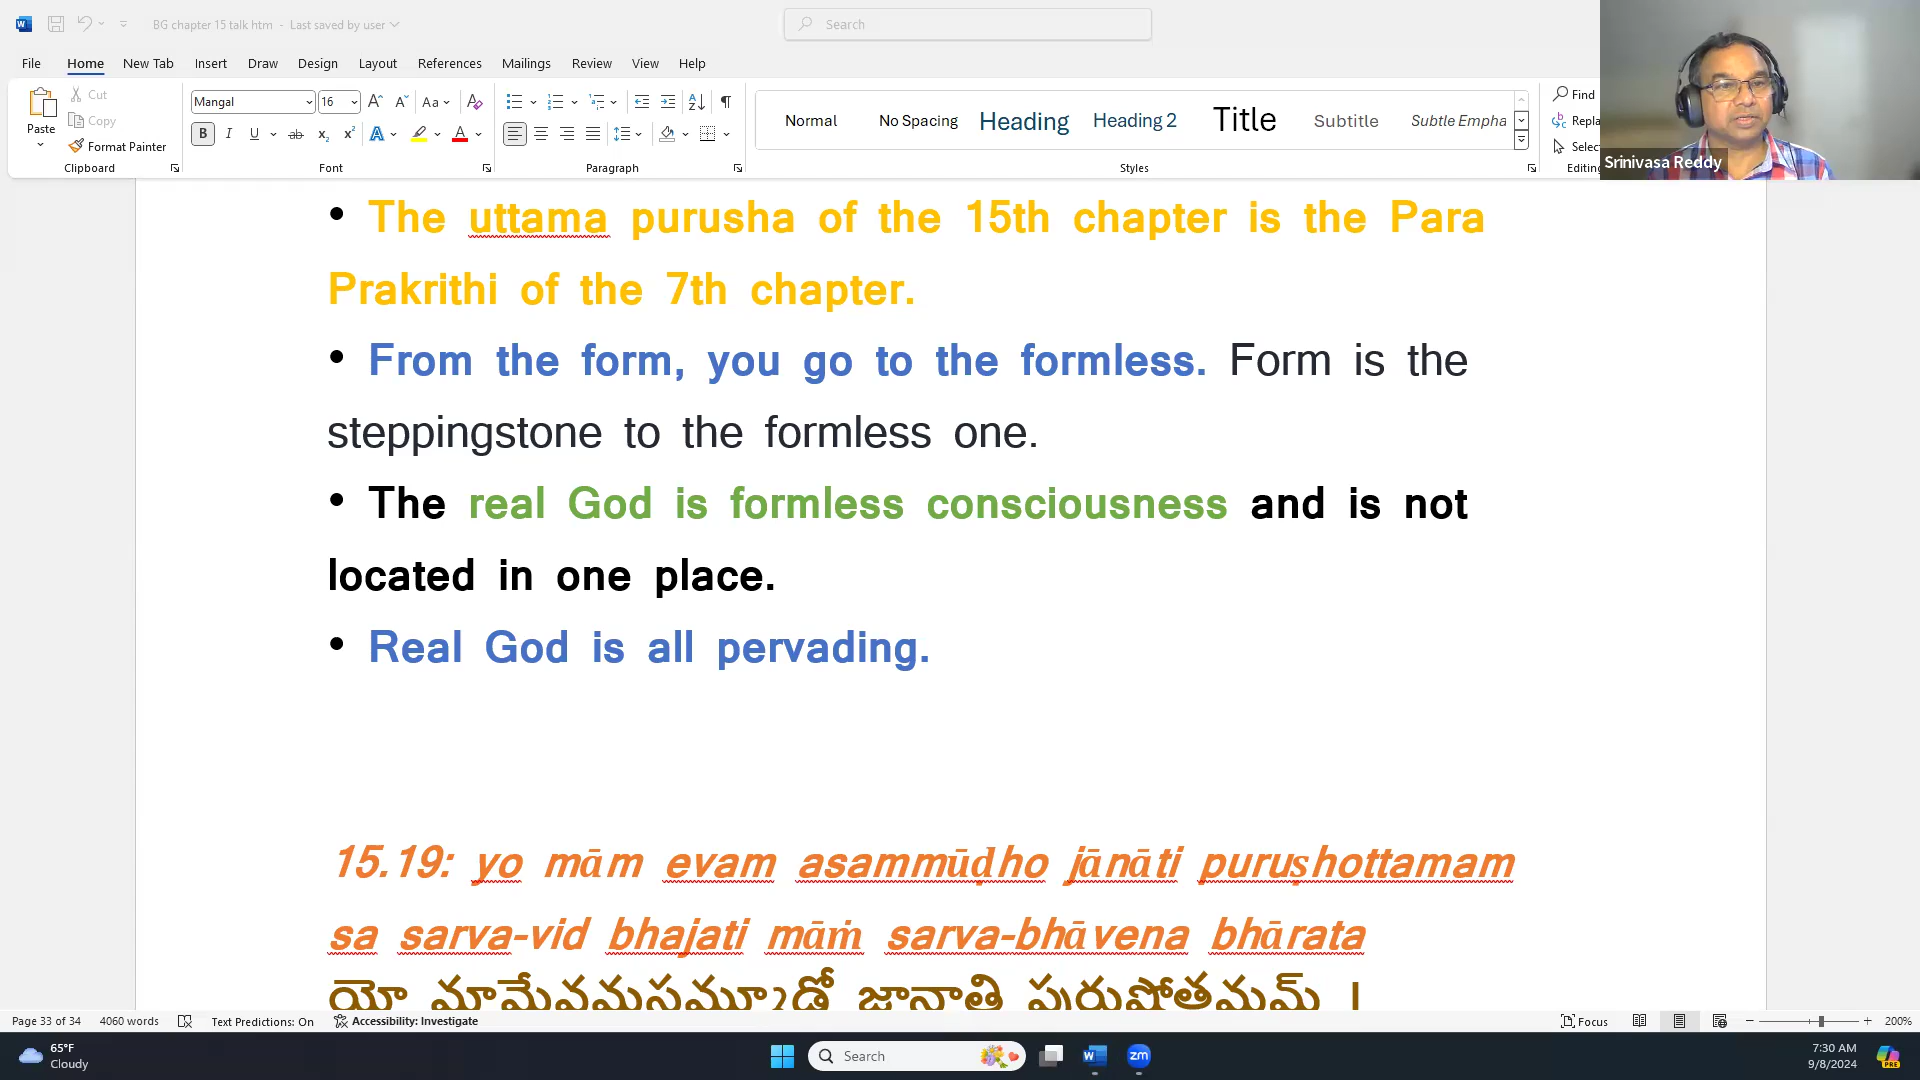 BG chapter 15 talk htm - Last saved by user
Search
File Home New Tab Insert Draw Design Layout References Mailings Review View Help
Paste
Cut
Copy
Format Painter
Clipboard
Mangal 16
Font
Paragraph
Normal No Spacing Heading Heading 2 Title Subtitle Subtle Empha
Styles
Find
Repla
Selec
Editing
Srinivasa Reddy
• The uttama purusha of the 15th chapter is the Para
Prakrithi of the 7th chapter.
• From the form, you go to the formless. Form is the
steppingstone to the formless one.
• The real God is formless consciousness and is not
located in one place.
• Real God is all pervading.
15.19: yo mām evam asammūḍho jānāti puruṣhottamam
sa sarva-vid bhajati māṁ sarva-bhāvena bhārata
యో మామేవమసమ్మూఢో జానాతి పురుషోత్తమమ్ ।
Page 33 of 34 4060 words Text Predictions: On Accessibility: Investigate Focus 200%
65°F
Cloudy
Search
zm
7:30 AM
9/8/2024
PRE